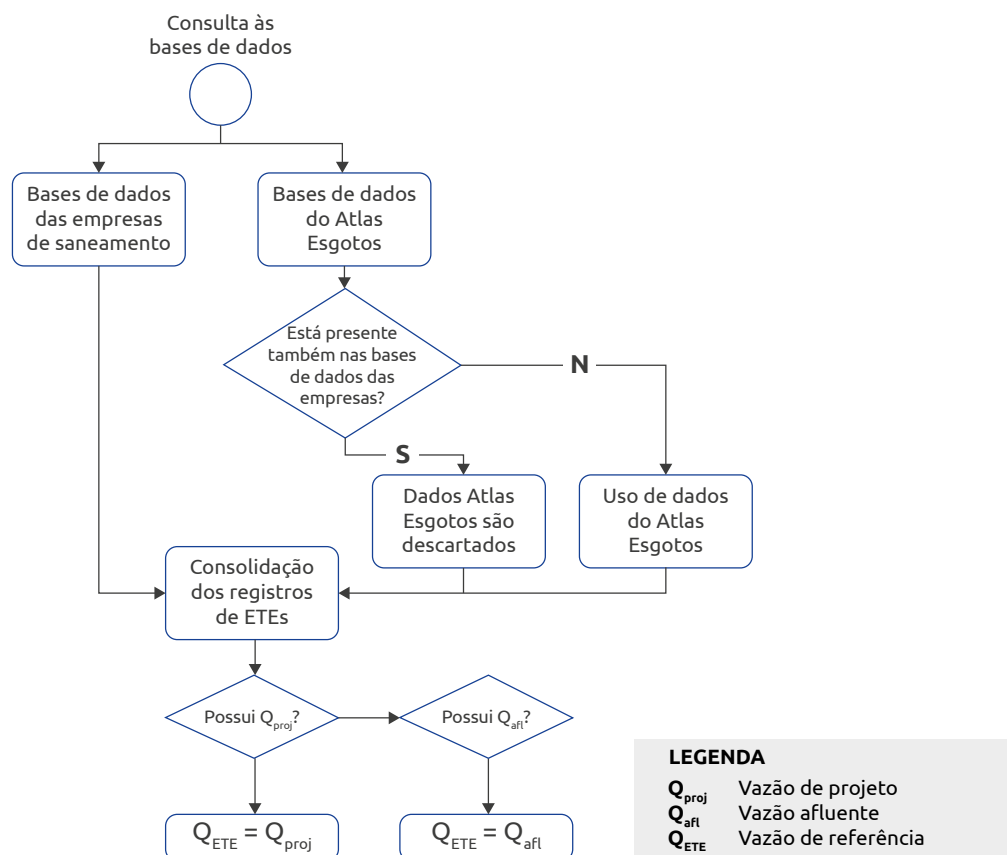 Consulta às
bases de dados
Bases de dados
das empresas
de saneamento
Bases de dados
do Atlas
Esgotos
Está presente
também nas bases
de dados das
empresas?
N
S
Dados Atlas
Esgotos são
descartados
Uso de dados
do Atlas
Esgotos
Consolidação
dos registros
de ETEs
Possui Qproj?
Possui Qafl?
QETE = Qproj
QETE = Qafl
LEGENDA
Qproj Vazão de projeto
Qafl Vazão afluente
QETE Vazão de referência